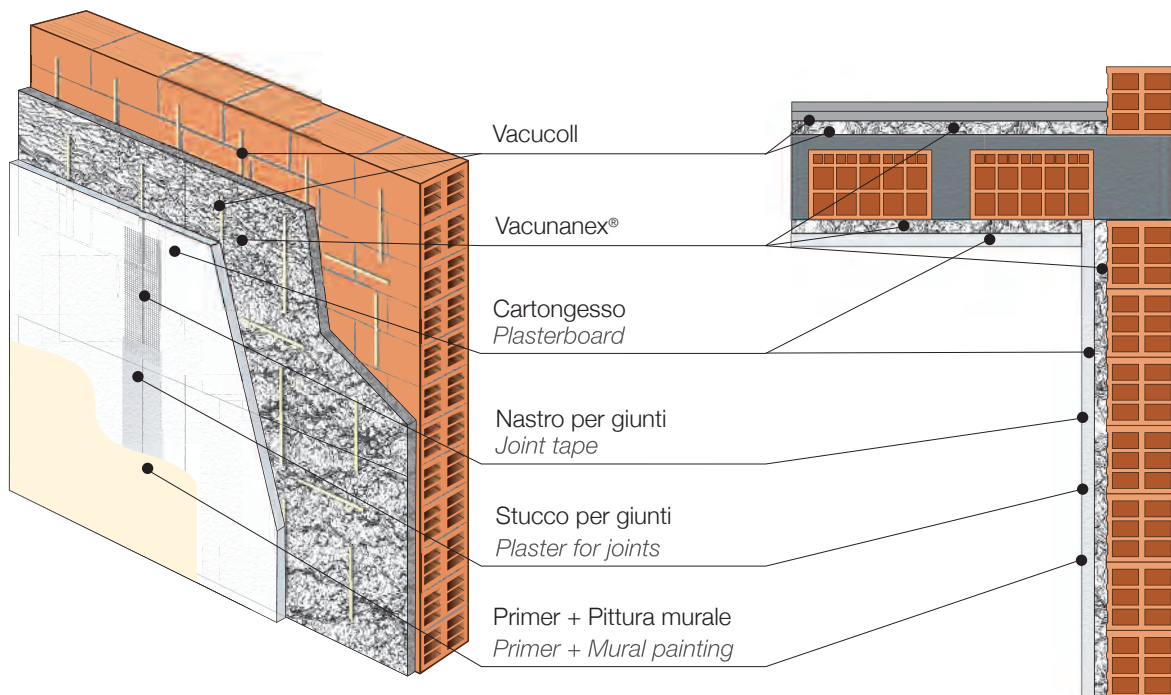 Vacucoll
Vacunanex®
Cartongesso
Plasterboard
Nastro per giunti
Joint tape
Stucco per giunti
Plaster for joints
Primer + Pittura murale
Primer + Mural painting